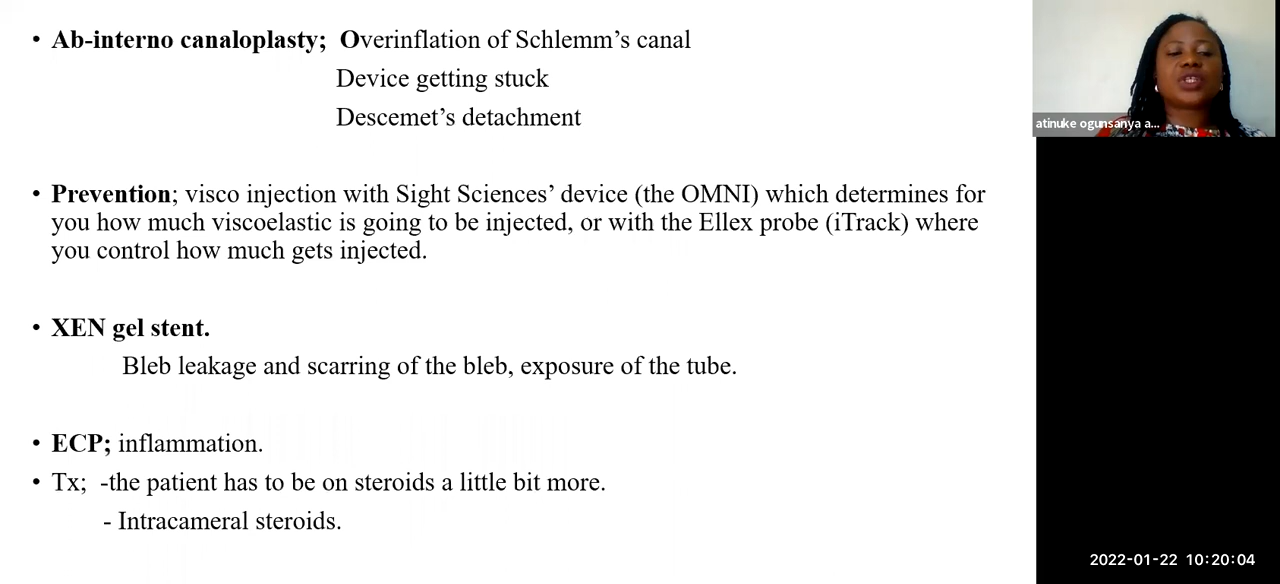 • Ab-interno canaloplasty; Overinflation of Schlemm’s canal
Device getting stuck
Descemet’s detachment
• Prevention; visco injection with Sight Sciences’ device (the OMNI) which determines for
you how much viscoelastic is going to be injected, or with the Ellex probe (iTrack) where
you control how much gets injected.
• XEN gel stent.
Bleb leakage and scarring of the bleb, exposure of the tube.
• ECP; inflammation.
• Tx; -the patient has to be on steroids a little bit more.
- Intracameral steroids.
atinuke ogunsanya a...
2022-01-22 10:20:04